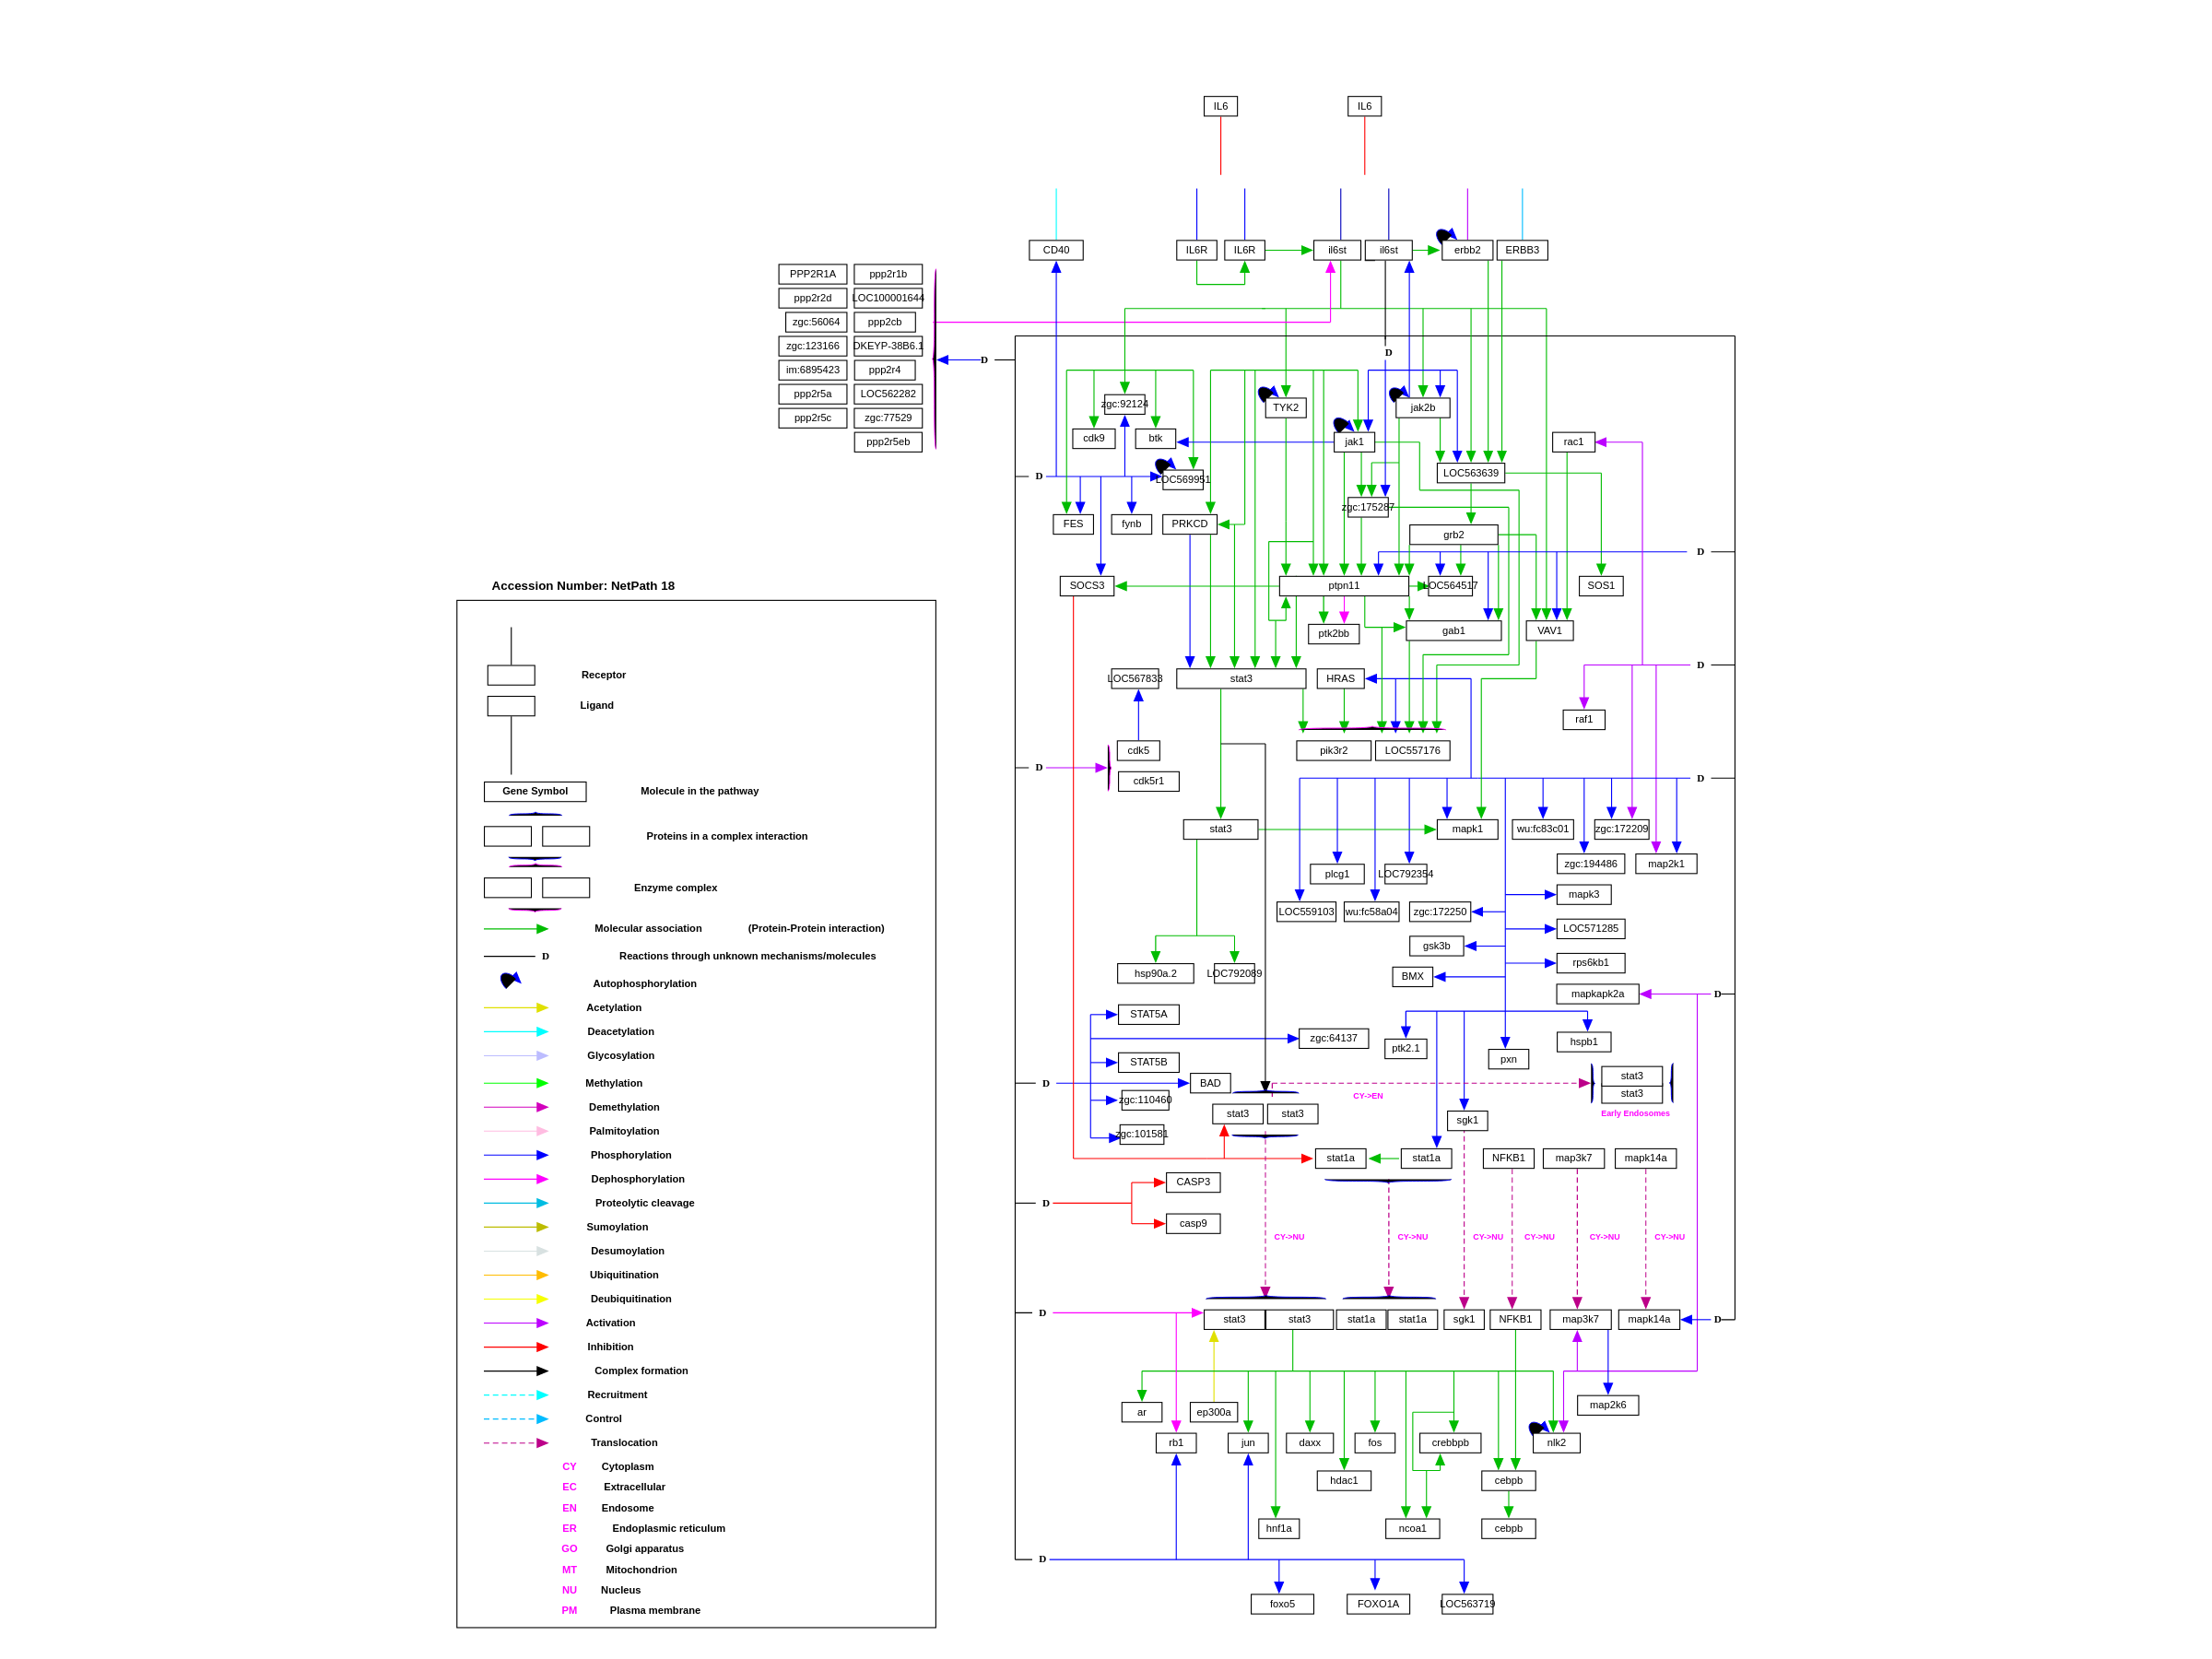 IL6 IL6
CD40 IL6R IL6R il6st il6st erbb2 ERBB3
PPP2R1A ppp2r1b
ppp2r2d LOC100001644
zgc:56064 ppp2cb
zgc:123166 DKEYP-38B6.1
im:6895423 ppp2r4
ppp2r5a LOC562282
ppp2r5c zgc:77529
ppp2r5eb
D
D
zgc:92124 TYK2 jak2b
cdk9 btk jak1 rac1
D LOC569951 LOC563639
zgc:175287
FES fynb PRKCD grb2
D
SOCS3 ptpn11 LOC564517 SOS1
ptk2bb gab1 VAV1
D
LOC567833 stat3 HRAS
raf1
cdk5 pik3r2 LOC557176
D cdk5r1 D
stat3 mapk1 wu:fc83c01 zgc:172209
plcg1 LOC792354 zgc:194486 map2k1
mapk3
LOC559103 wu:fc58a04 zgc:172250
LOC571285
gsk3b
hsp90a.2 LOC792089 BMX rps6kb1
mapkapk2a D
STAT5A
zgc:64137 ptk2.1 hspb1
STAT5B pxn
D BAD stat3
CY->EN stat3
zgc:110460 Early Endosomes
stat3 stat3 sgk1
zgc:101581
stat1a stat1a NFKB1 map3k7 mapk14a
CASP3
D
casp9
CY->NU CY->NU CY->NU CY->NU CY->NU CY->NU
D stat3 stat3 stat1a stat1a sgk1 NFKB1 map3k7 mapk14a D
ar ep300a map2k6
rb1 jun daxx fos crebbpb nlk2
hdac1 cebpb
hnf1a ncoa1 cebpb
D
foxo5 FOXO1A LOC563719
Accession Number: NetPath 18
Receptor
Ligand
Gene Symbol Molecule in the pathway
Proteins in a complex interaction
Enzyme complex
Molecular association (Protein-Protein interaction)
D Reactions through unknown mechanisms/molecules
Autophosphorylation
Acetylation
Deacetylation
Glycosylation
Methylation
Demethylation
Palmitoylation
Phosphorylation
Dephosphorylation
Proteolytic cleavage
Sumoylation
Desumoylation
Ubiquitination
Deubiquitination
Activation
Inhibition
Complex formation
Recruitment
Control
Translocation
CY Cytoplasm
EC Extracellular
EN Endosome
ER Endoplasmic reticulum
GO Golgi apparatus
MT Mitochondrion
NU Nucleus
PM Plasma membrane